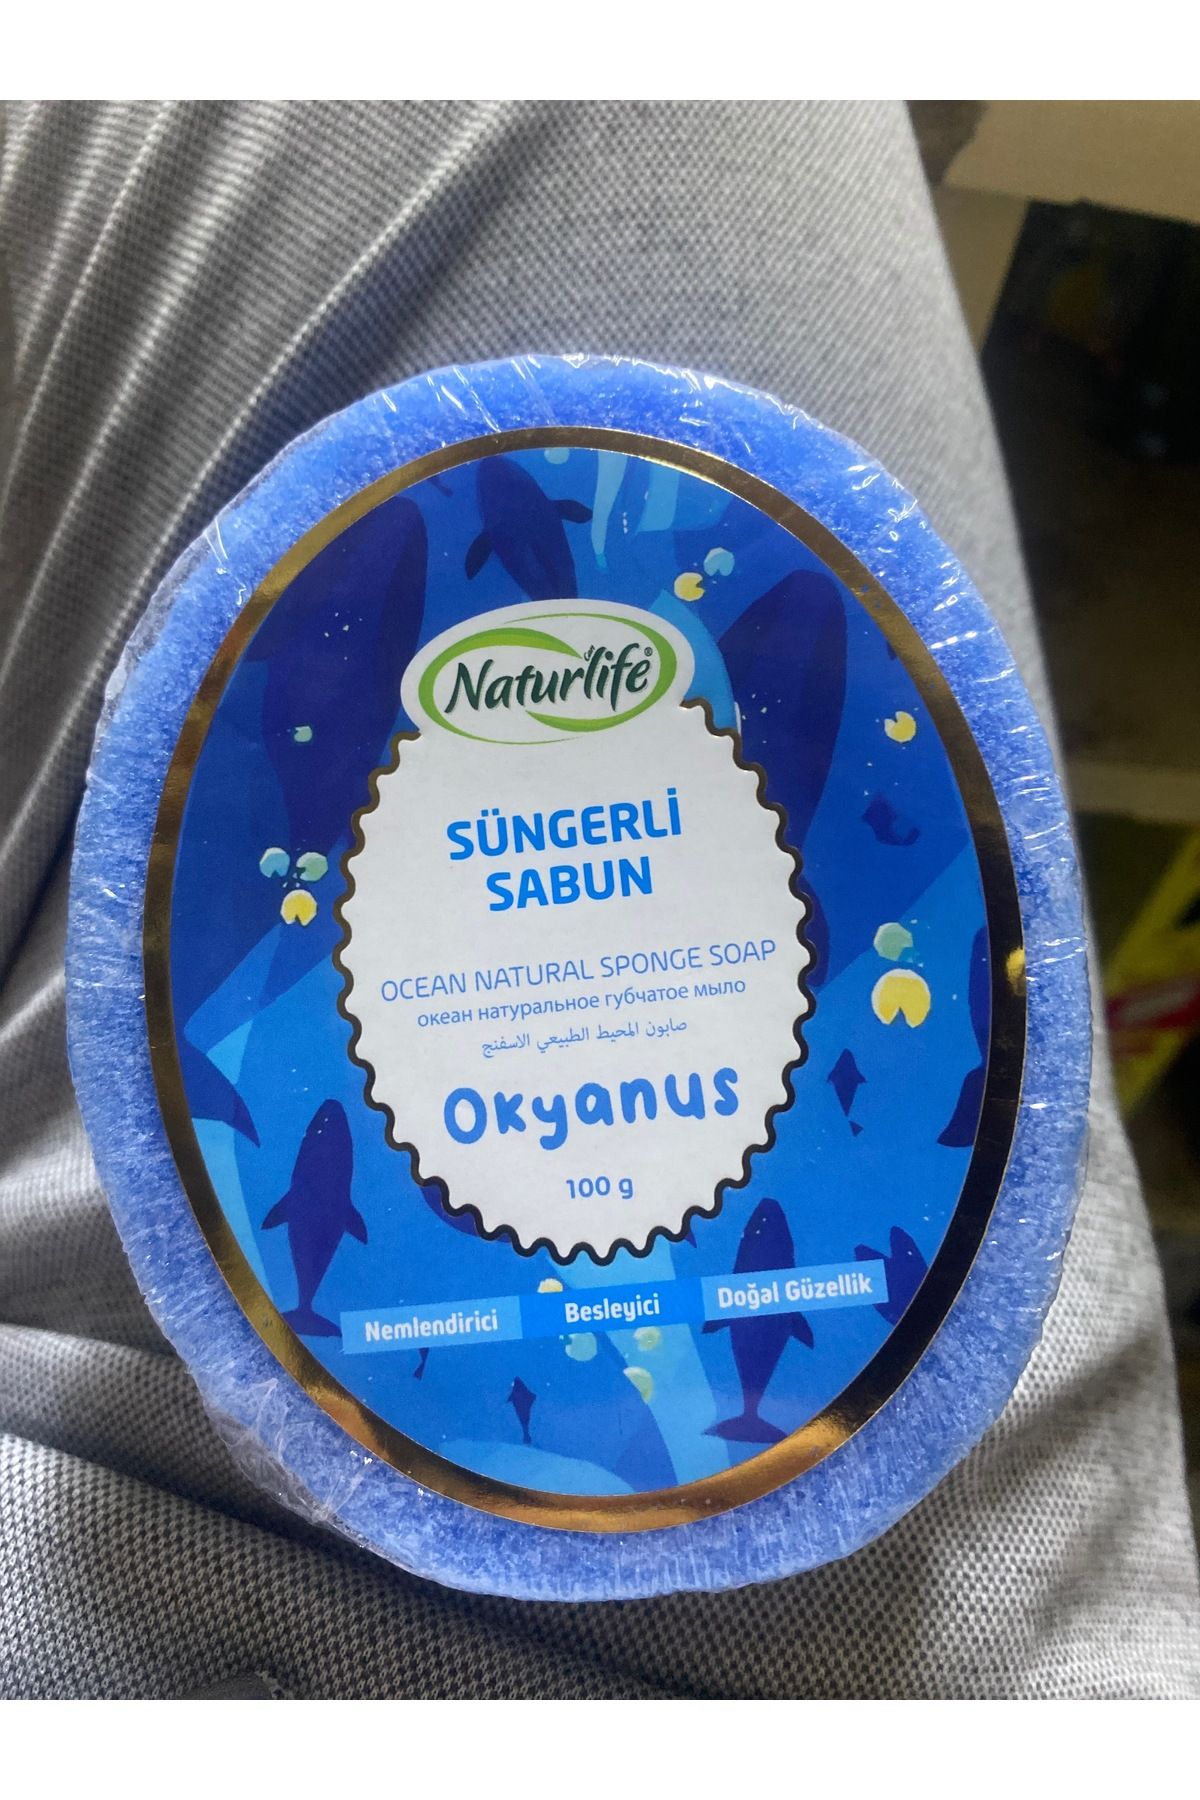 Naturlife®
SÜNGERLİ
SABUN
OCEAN NATURAL SPONGE SOAP
океан натуральное губчатое мыло
صابون المحيط الطبيعي الاسفنج
Okyanus
100 g
Nemlendirici Besleyici Doğal Güzellik